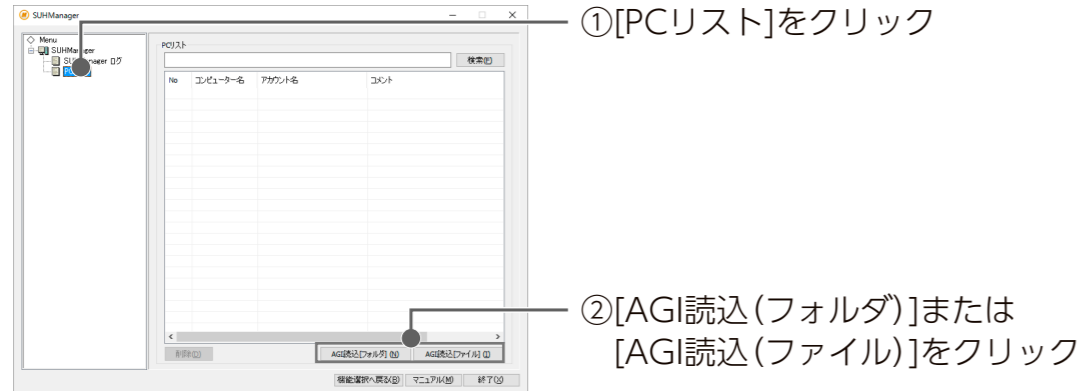 SUHManager
①[PCリスト]をクリック
Menu
SUHManager
SUHManager ログ
PCリスト
検索(F)
No コンピューター名 アカウント名 コメント
②[AGI読込(フォルダ)]または
[AGI読込(ファイル)]をクリック
削除(D) AGI読込[フォルダ] (N) AGI読込[ファイル] (I)
機能選択へ戻る(B) マニュアル(M) 終了(X)